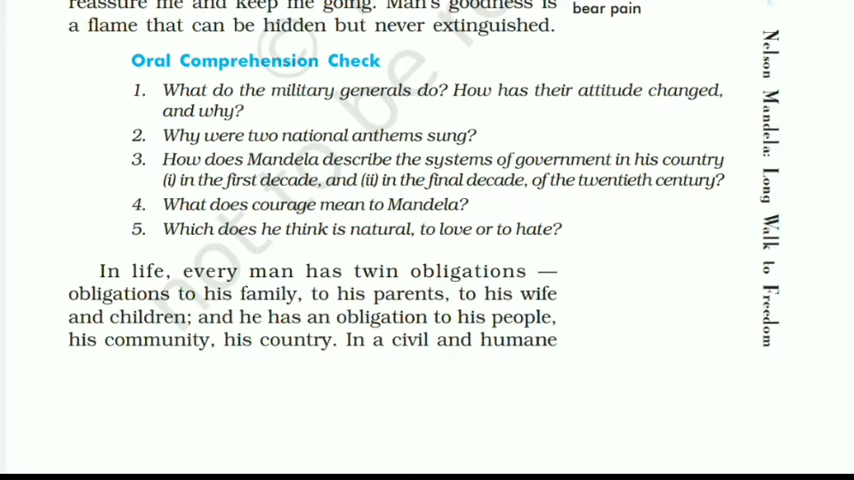 reassure me and keep me going. Man's goodness is
a flame that can be hidden but never extinguished.
bear pain
Oral Comprehension Check
1. What do the military generals do? How has their attitude changed,
and why?
2. Why were two national anthems sung?
3. How does Mandela describe the systems of government in his country
(i) in the first decade, and (ii) in the final decade, of the twentieth century?
4. What does courage mean to Mandela?
5. Which does he think is natural, to love or to hate?
In life, every man has twin obligations —
obligations to his family, to his parents, to his wife
and children; and he has an obligation to his people,
his community, his country. In a civil and humane
Nelson Mandela: Long Walk to Freedom
©
not to be re